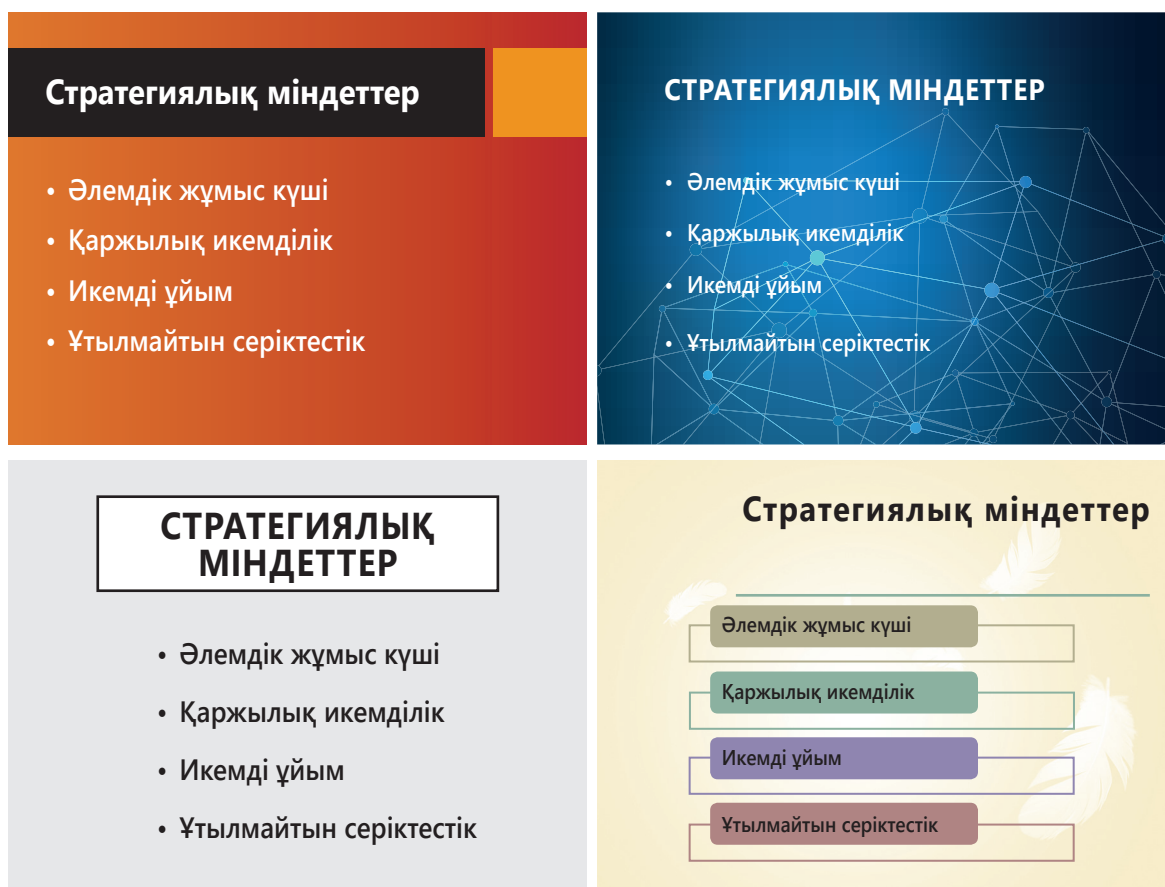 Стратегиялық міндеттер
• Әлемдік жұмыс күші
• Қаржылық икемділік
• Икемді ұйым
• Ұтылмайтын серіктестік
СТРАТЕГИЯЛЫҚ МІНДЕТТЕР
• Әлемдік жұмыс күші
• Қаржылық икемділік
• Икемді ұйым
• Ұтылмайтын серіктестік
СТРАТЕГИЯЛЫҚ
МІНДЕТТЕР
• Әлемдік жұмыс күші
• Қаржылық икемділік
• Икемді ұйым
• Ұтылмайтын серіктестік
Стратегиялық міндеттер
Әлемдік жұмыс күші
Қаржылық икемділік
Икемді ұйым
Ұтылмайтын серіктестік